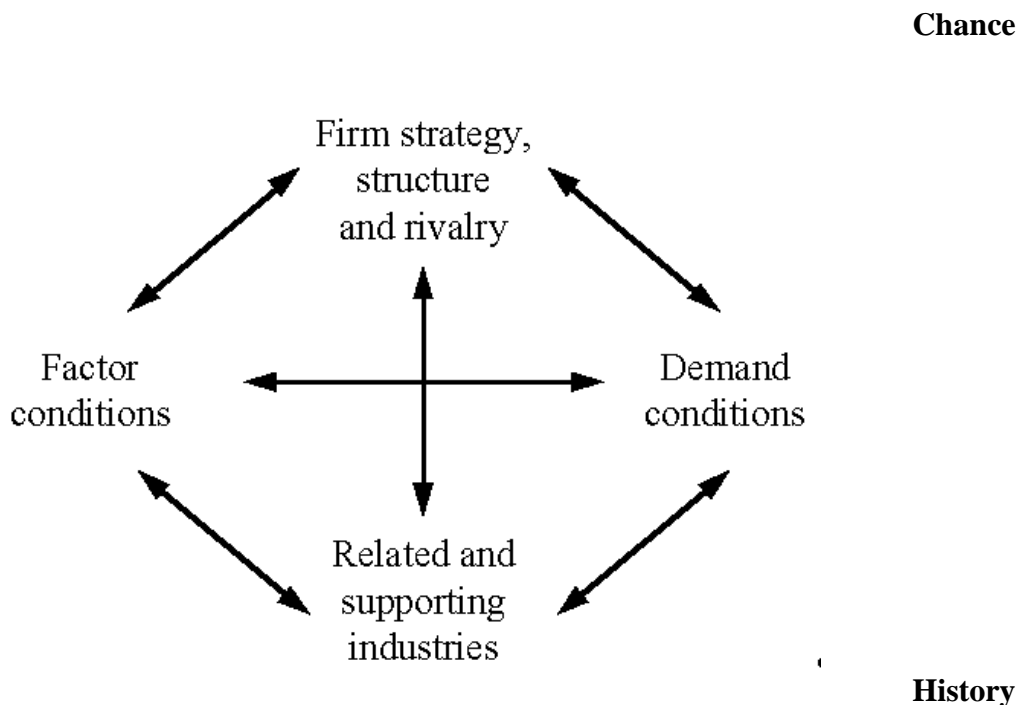 Chance
Firm strategy,
structure
and rivalry
Factor
conditions
Demand
conditions
Related and
supporting
industries
History